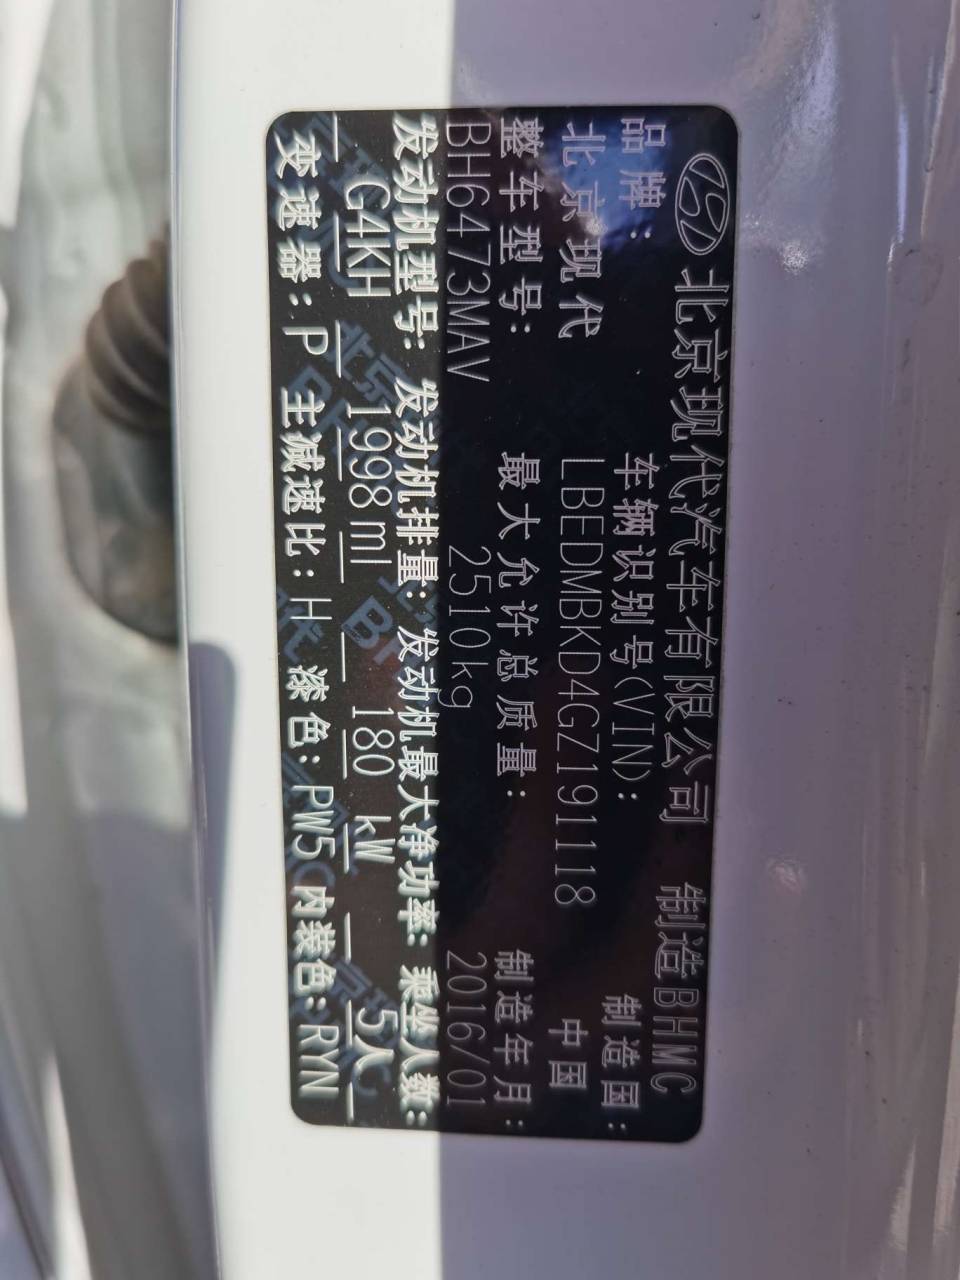 北京现代汽车有限公司 制造BHMC
品牌: 车辆识别号(VIN): 制造国:
北京现代 LBEDMBKD4GZ191118 中国
整车型号: 最大允许总质量: 制造年月:
BH6473MAV 2510kg 2016/01
发动机型号: 发动机排量: 发动机最大净功率: 乘坐人数:
G4KH 1998ml 180 kW 5人
变速器: P 主减速比: H 漆色: PW5 内装色: RYN